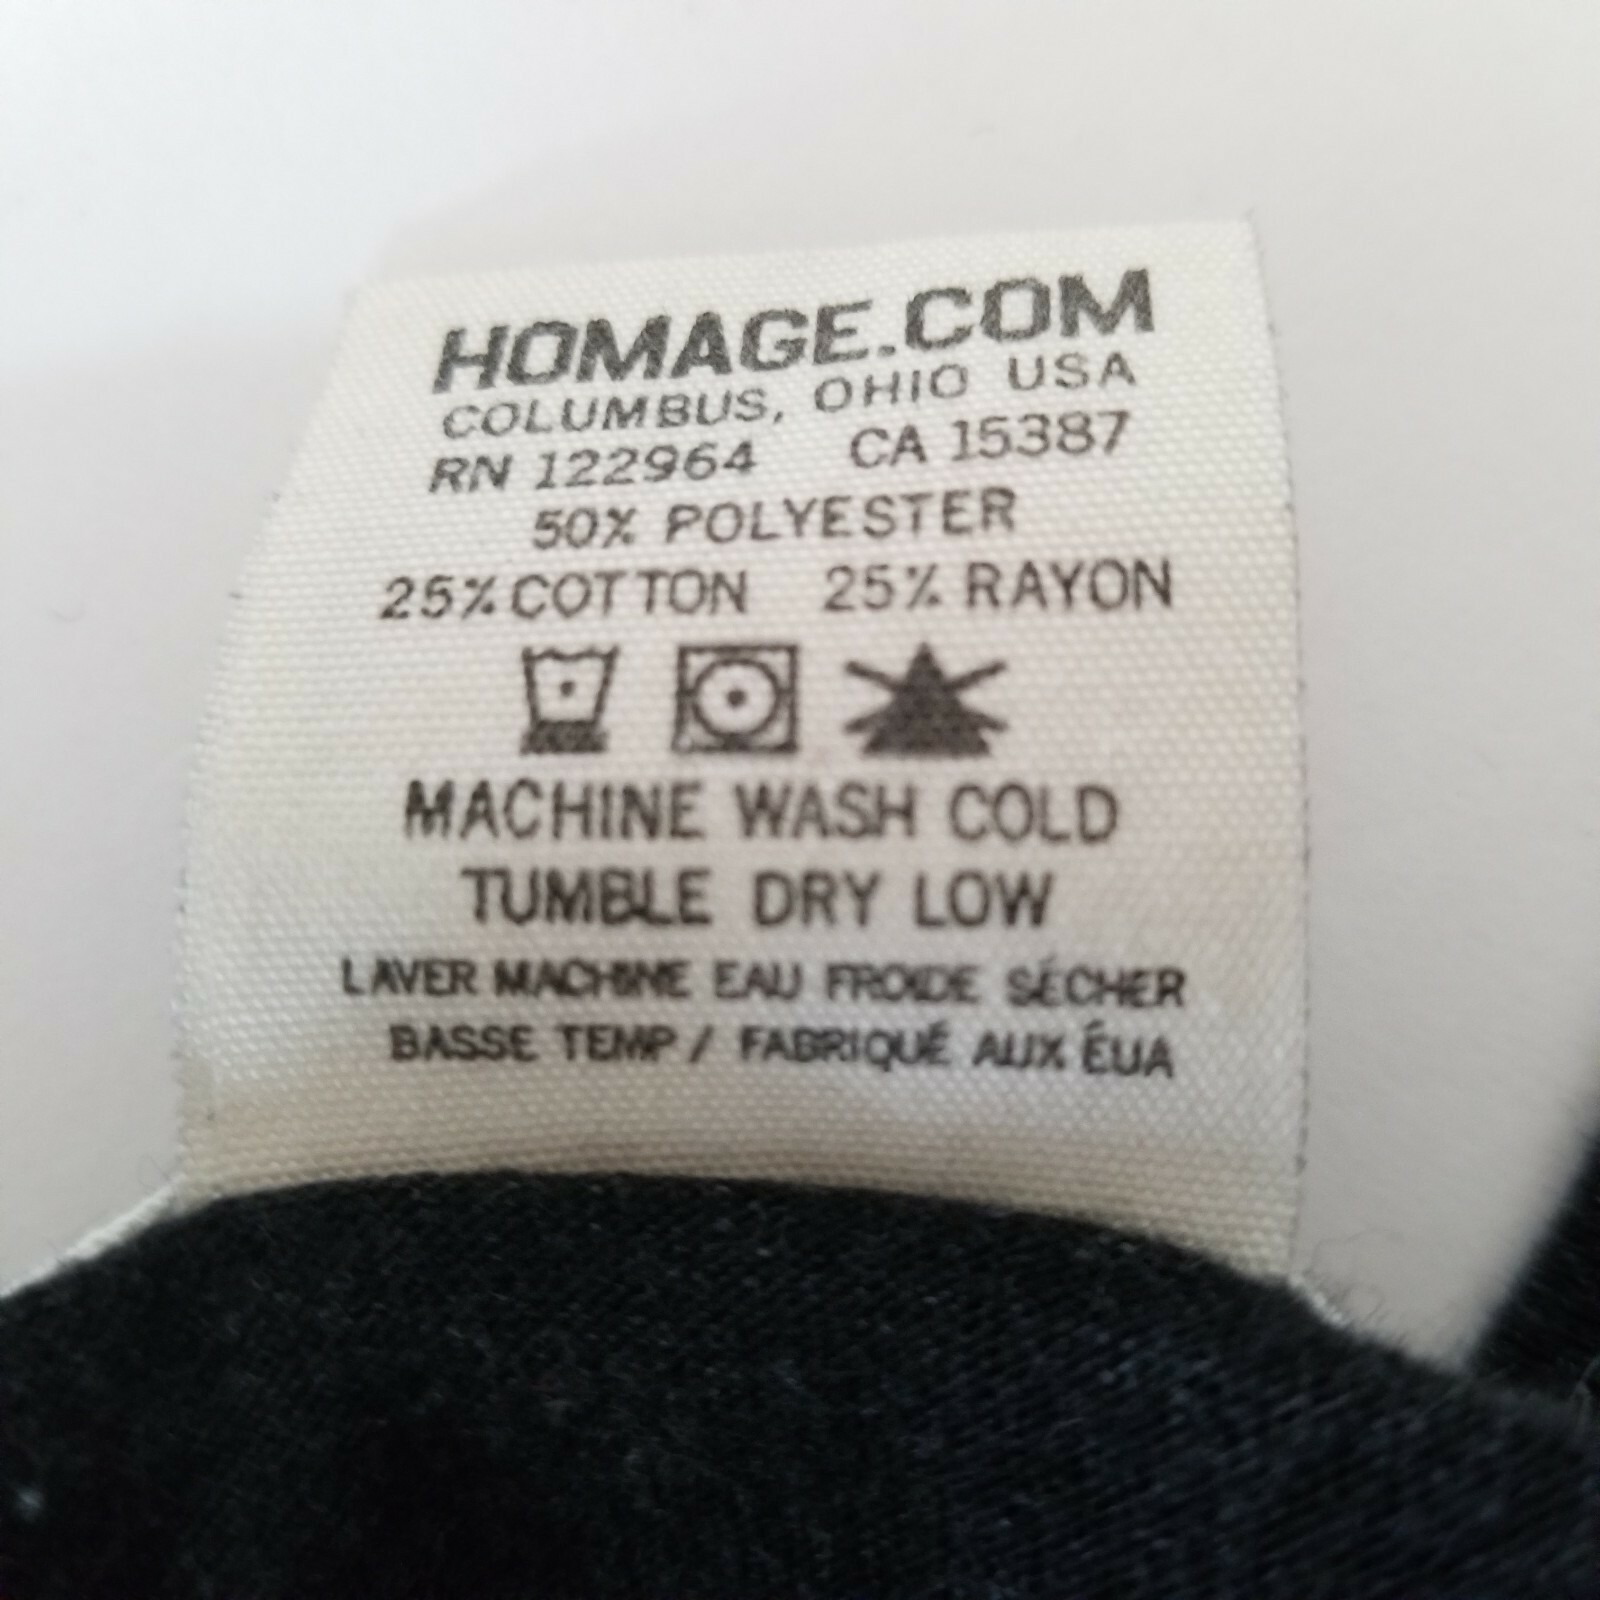 HOMAGE.COM
COLUMBUS, OHIO USA
RN 122964 CA 15387
50% POLYESTER
25% COTTON 25% RAYON
MACHINE WASH COLD
TUMBLE DRY LOW
LAVER MACHINE EAU FROIDE SÉCHER
BASSE TEMP / FABRIQUÉ AUX ÉUA